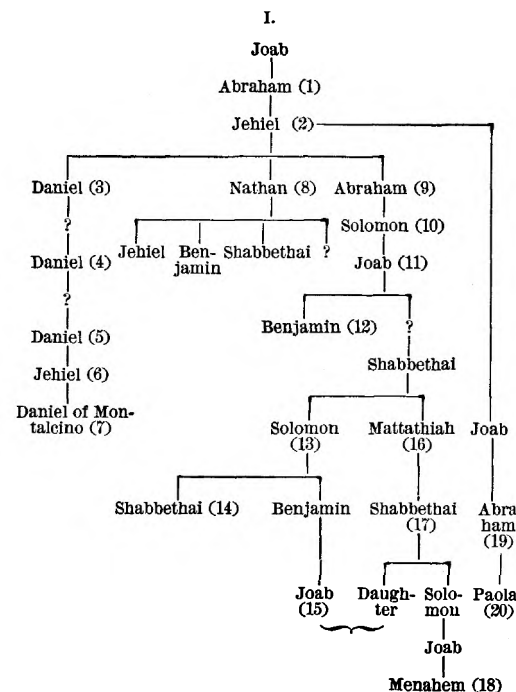 I.
Joab
Abraham (1)
Jehiel (2)
Daniel (3) Nathan (8) Abraham (9)
? Solomon (10)
Daniel (4) Jehiel Ben- Shabbethai ?
jamin Joab (11)
?
Benjamin (12) ?
Daniel (5)
Shabbethai
Jehiel (6)
Daniel of Mon-
talcino (7)
Solomon Mattathiah Joab
(13) (16)
Shabbethai (14) Benjamin Shabbethai Abra
(17) ham
(19)
Joab Daugh- Solo- Paola
(15) ter mon (20)
Joab
Menahem (18)